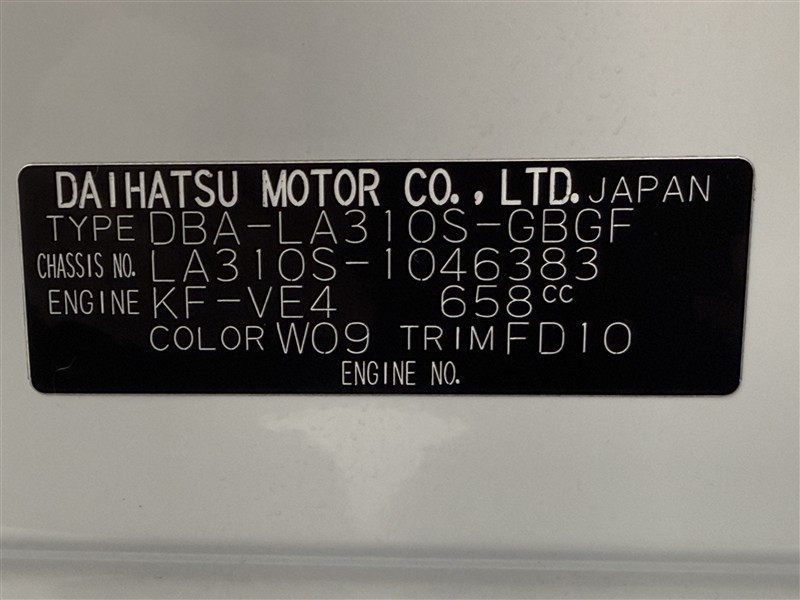 DAIHATSU MOTOR CO., LTD. JAPAN
TYPE DBA-LA310S-GBGF
CHASSIS NO. LA310S-1046383
ENGINE KF-VE4 658cc
COLOR W09 TRIM FD10
ENGINE NO.